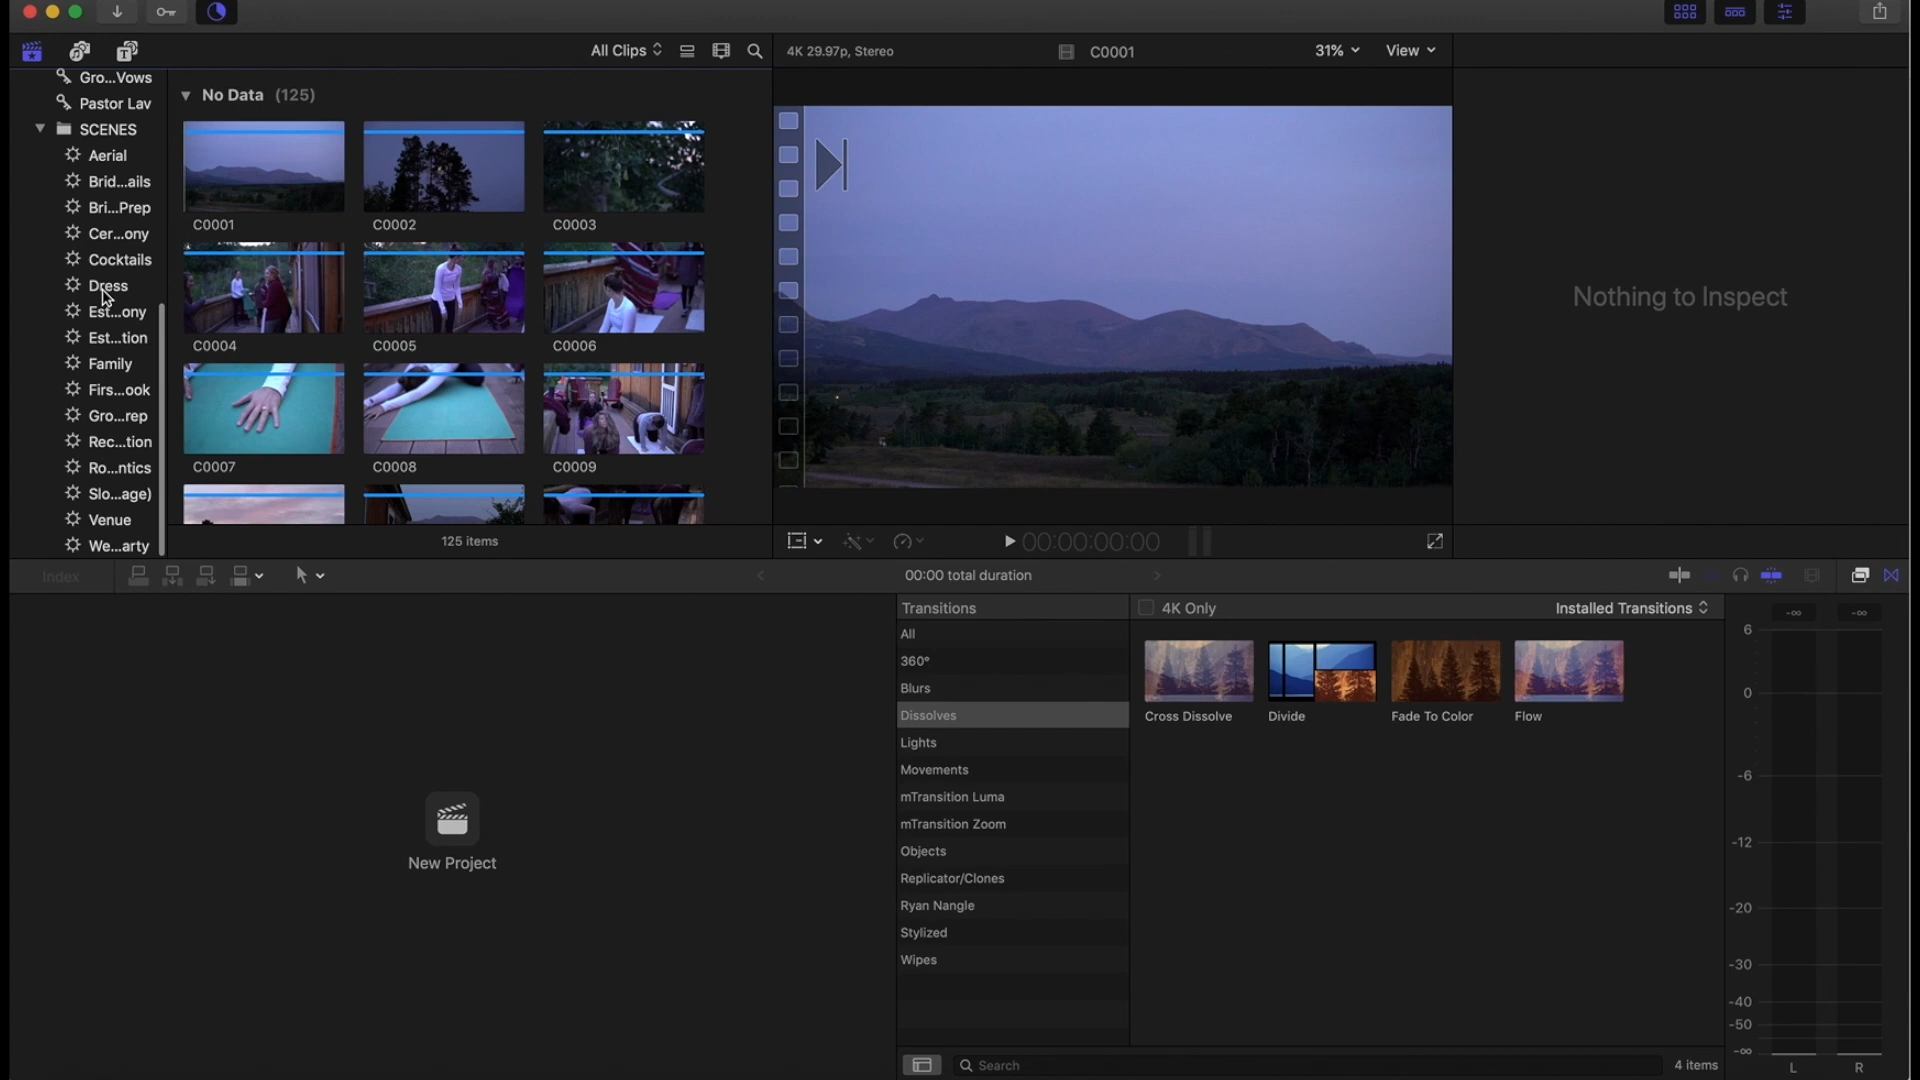 All Clips
4K 29.97p, Stereo
C0001
31%
View
Gro...Vows
Pastor Lav
SCENES
Aerial
Brid...ails
Bri...Prep
Cer...ony
Cocktails
Dress
Est...ony
Est...tion
Family
Firs...ook
Gro...rep
Rec...tion
Ro...ntics
Slo...age)
Venue
We...arty
No Data (125)
C0001
C0002
C0003
C0004
C0005
C0006
C0007
C0008
C0009
125 items
00:00:00:00
Nothing to Inspect
Index
00:00 total duration
New Project
Transitions
All
360°
Blurs
Dissolves
Lights
Movements
mTransition Luma
mTransition Zoom
Objects
Replicator/Clones
Ryan Nangle
Stylized
Wipes
4K Only
Installed Transitions
Cross Dissolve
Divide
Fade To Color
Flow
Search
4 items
-∞ -∞
6
0
-6
-12
-20
-30
-40
-50
-∞
L R